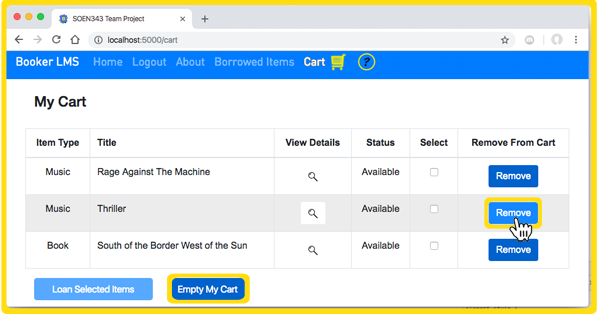 SOEN343 Team Project
localhost:5000/cart
Booker LMS Home Logout About Borrowed Items Cart ?
My Cart
Item Type Title View Details Status Select Remove From Cart
Music Rage Against The Machine Available Remove
Music Thriller Available Remove
Book South of the Border West of the Sun Available Remove
Loan Selected Items Empty My Cart